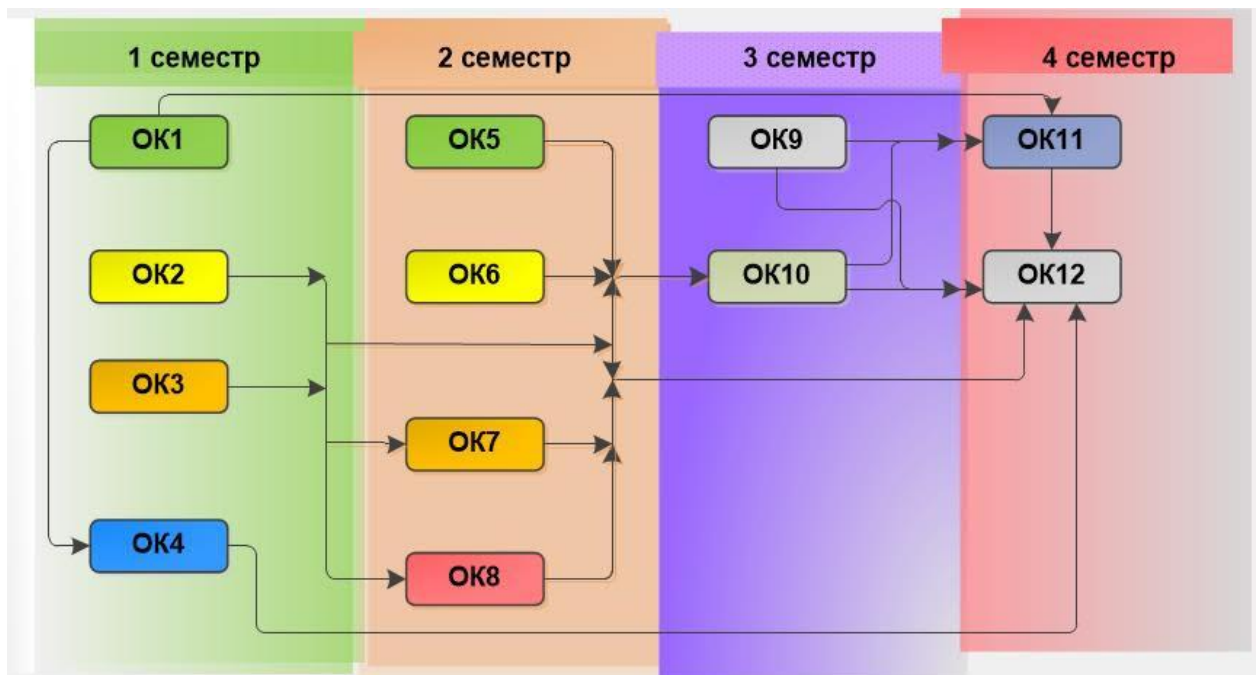 1 семестр
2 семестр
3 семестр
4 семестр
ОК1
ОК5
ОК9
ОК11
ОК2
ОК6
ОК10
ОК12
ОК3
ОК7
ОК4
ОК8